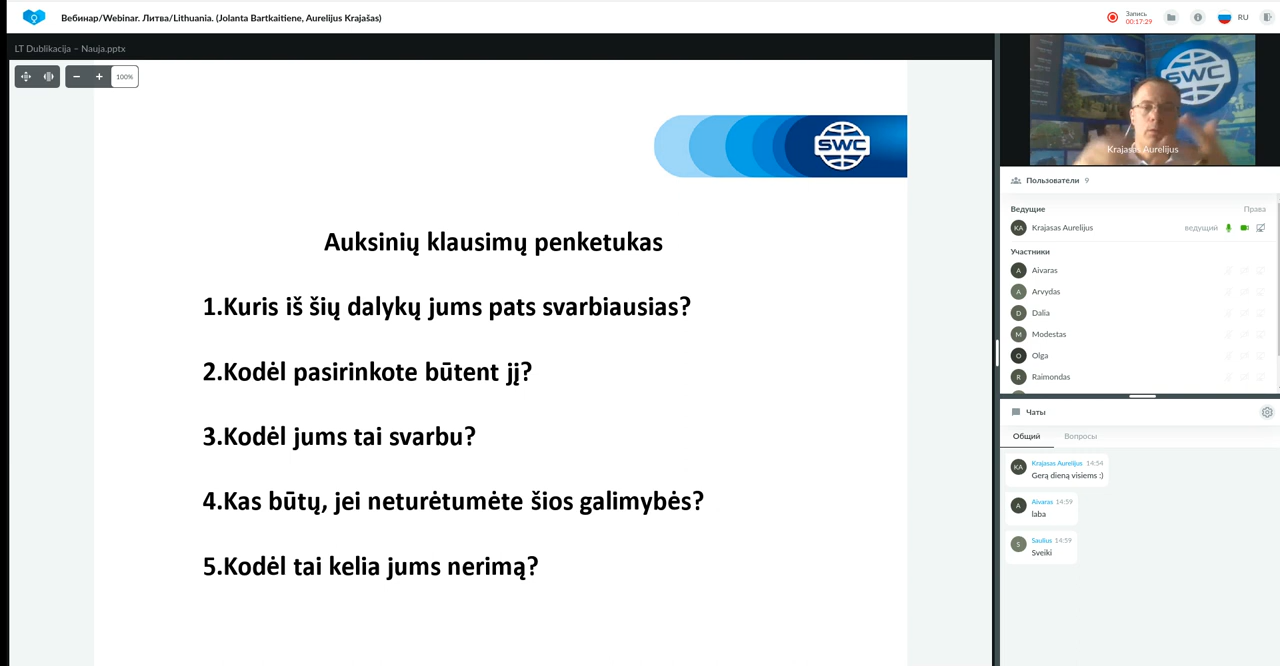 Вебинар/Webinar. Литва/Lithuania. (Jolanta Bartkaitiene, Aurelijus Krajašas)
Запись
00:17:29
RU
LT Dublikacija – Nauja.pptx
100%
SWC
Auksinių klausimų penketukas
1.Kuris iš šių dalykų jums pats svarbiausias?
2.Kodėl pasirinkote būtent jį?
3.Kodėl jums tai svarbu?
4.Kas būtų, jei neturėtumėte šios galimybės?
5.Kodėl tai kelia jums nerimą?
SWC
Krajasas Aurelijus
Пользователи 9
Ведущие Права
KA Krajasas Aurelijus ведущий
Участники
A Aivaras
A Arvydas
D Dalia
M Modestas
O Olga
R Raimondas
Чаты
Общий Вопросы
KA Krajasas Aurelijus 14:54
Gerą dieną visiems :)
A Aivaras 14:59
laba
S Saulius 14:59
Sveiki